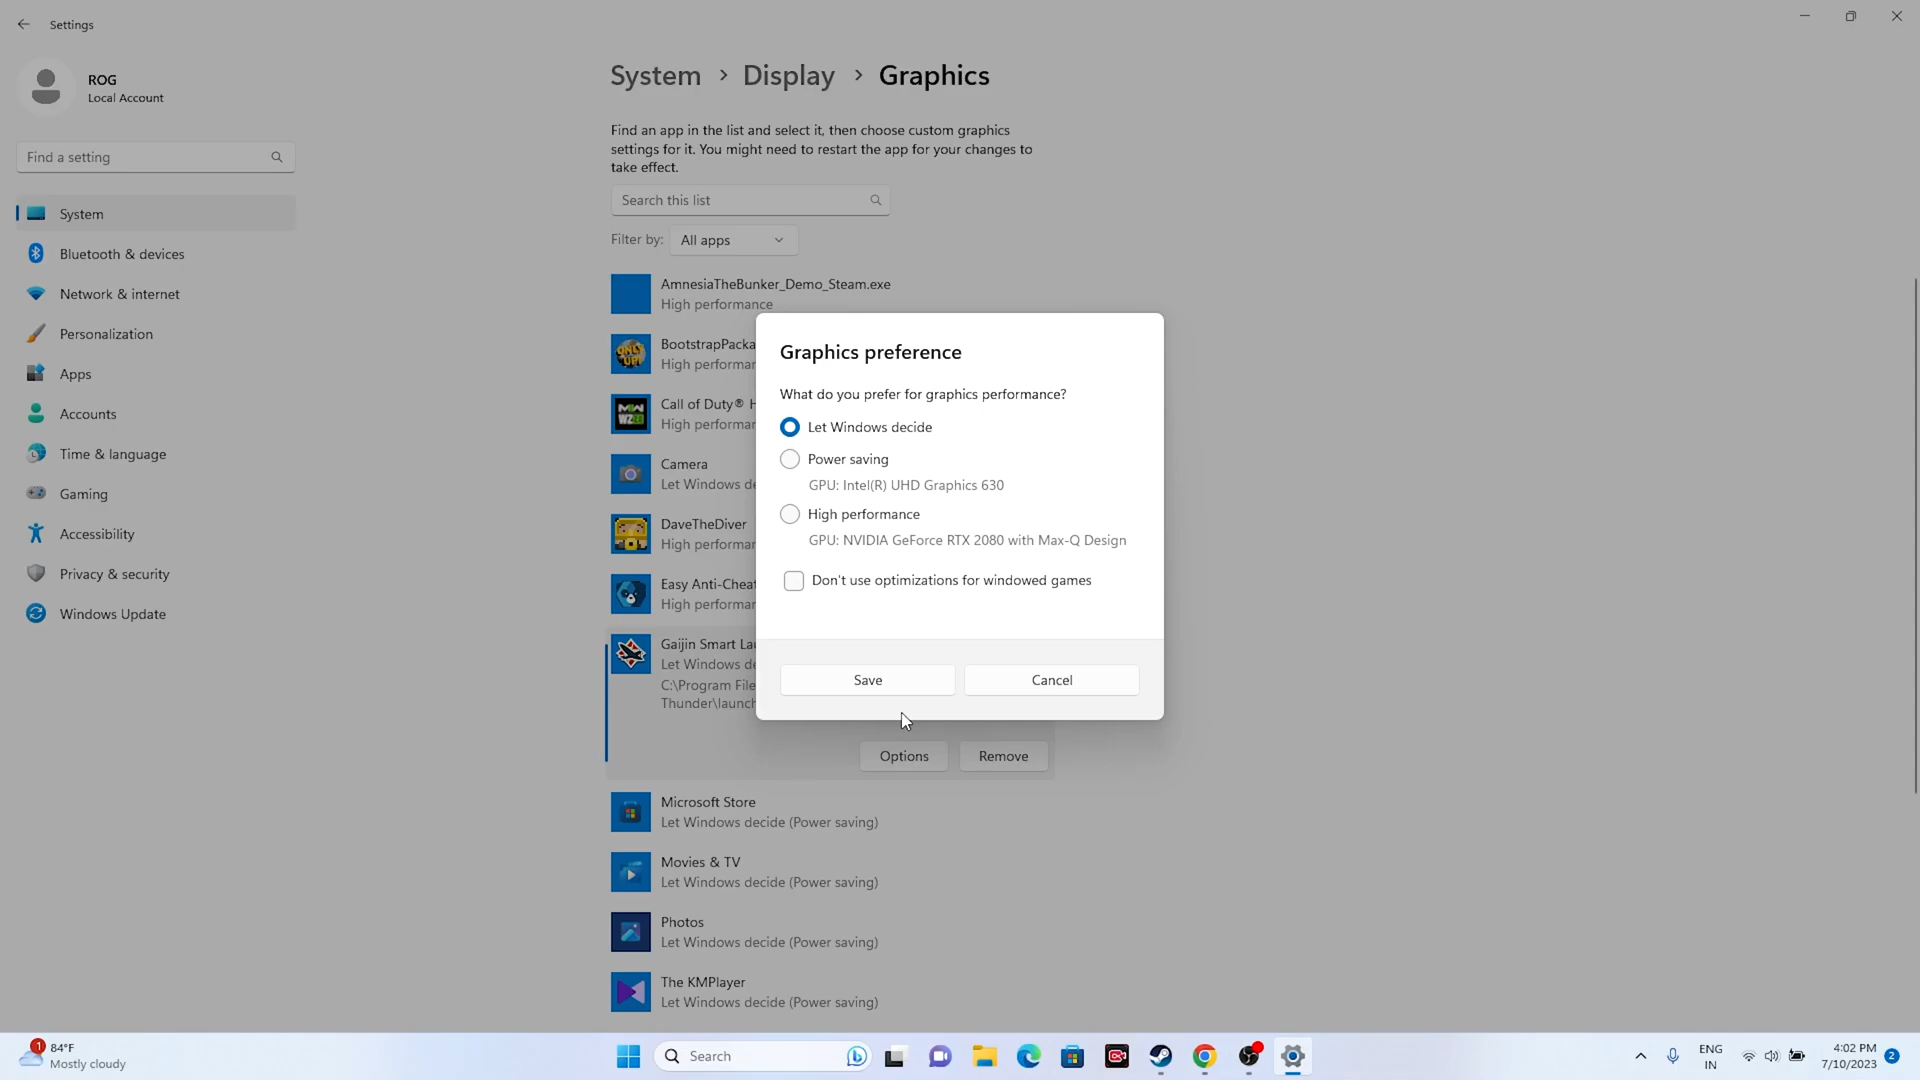 Settings
ROG
Local Account
Find a setting
System
Bluetooth & devices
Network & internet
Personalization
Apps
Accounts
Time & language
Gaming
Accessibility
Privacy & security
Windows Update
System > Display > Graphics
Find an app in the list and select it, then choose custom graphics
settings for it. You might need to restart the app for your changes to
take effect.
Search this list
Filter by: All apps
AmnesiaTheBunker_Demo_Steam.exe
High performance
BootstrapPacka
High performan
Call of Duty® H
High performan
Camera
Let Windows de
DaveTheDiver
High performan
Easy Anti-Cheat
High performan
Gaijin Smart Lau
Let Windows de
C:\Program File
Thunder\launch
Options
Remove
Microsoft Store
Let Windows decide (Power saving)
Movies & TV
Let Windows decide (Power saving)
Photos
Let Windows decide (Power saving)
The KMPlayer
Let Windows decide (Power saving)
Graphics preference
What do you prefer for graphics performance?
Let Windows decide
Power saving
GPU: Intel(R) UHD Graphics 630
High performance
GPU: NVIDIA GeForce RTX 2080 with Max-Q Design
Don't use optimizations for windowed games
Save
Cancel
1
84°F
Mostly cloudy
Search
ENG
IN
4:02 PM
7/10/2023
2